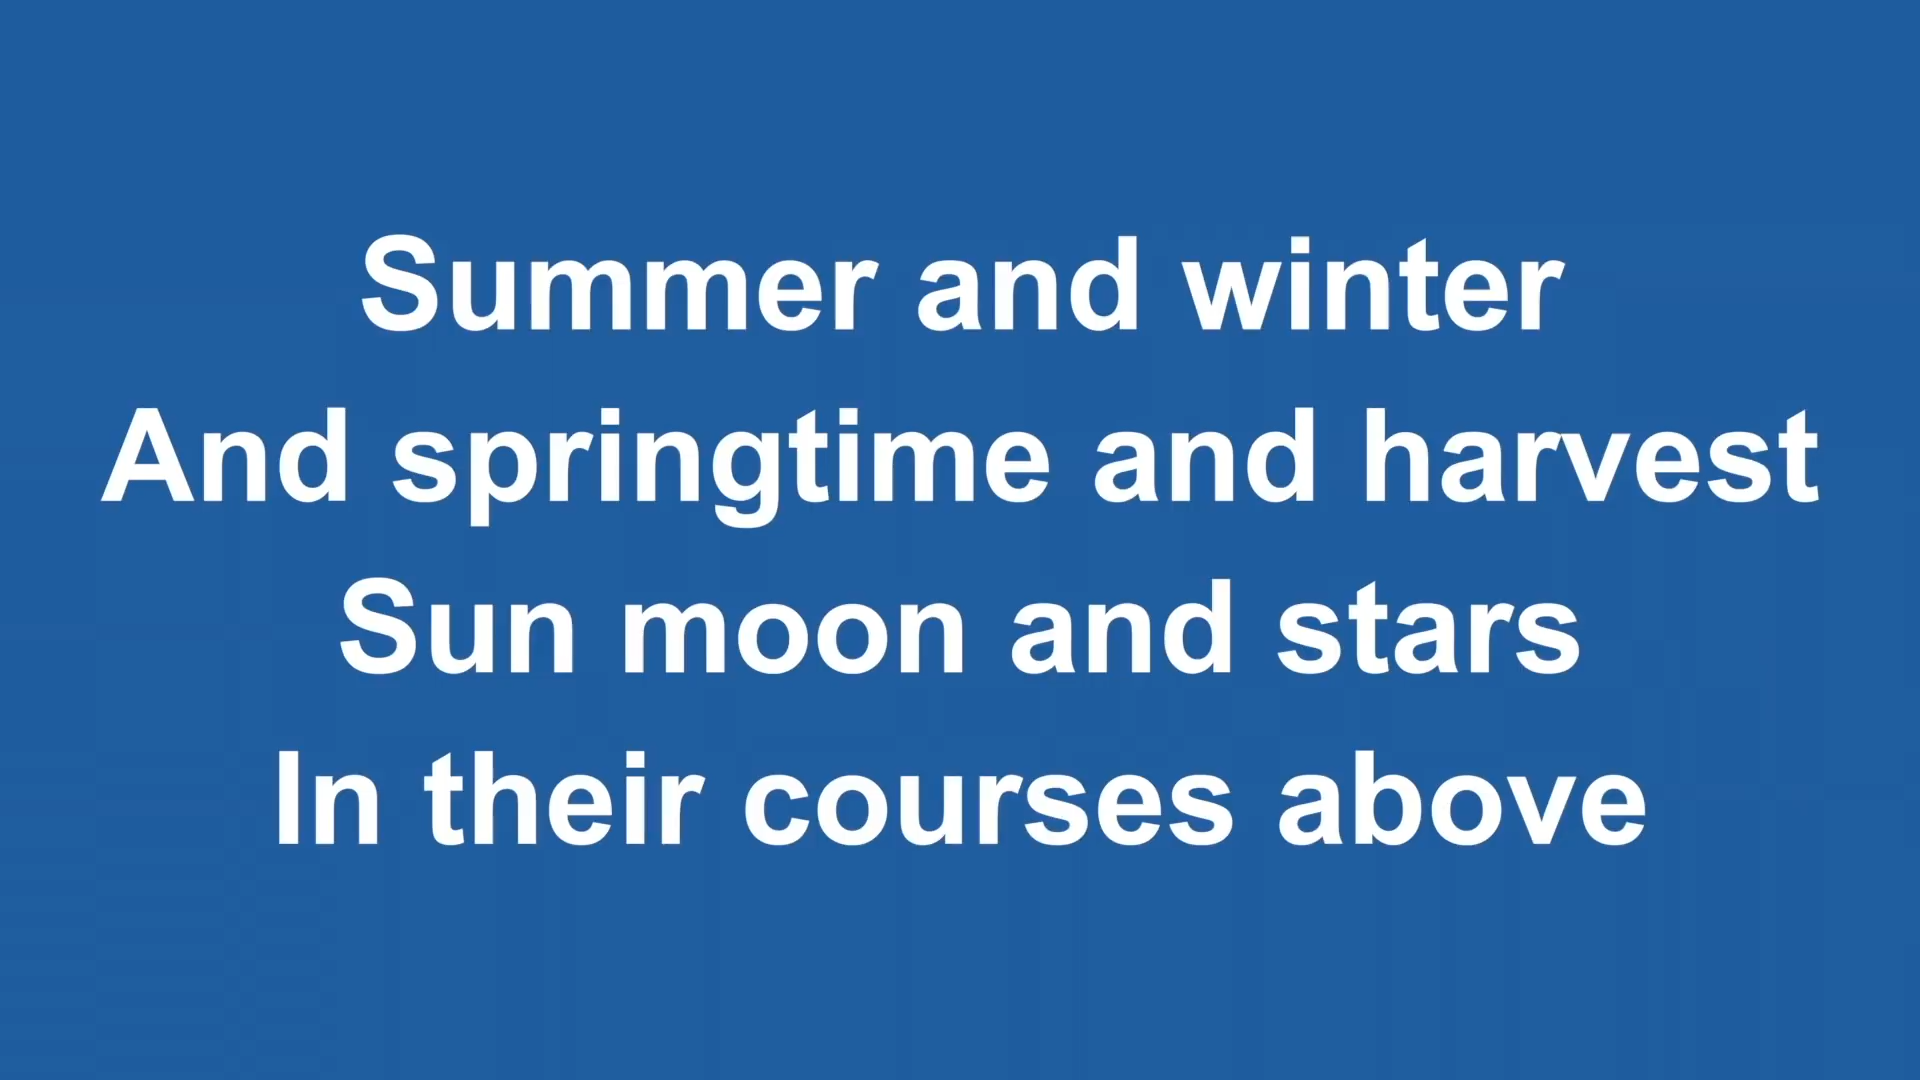 Summer and winter
And springtime and harvest
Sun moon and stars
In their courses above